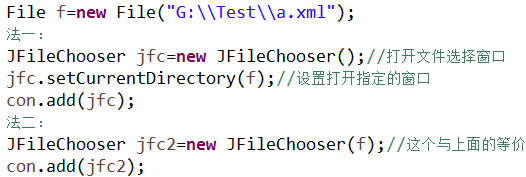 File f=new File("G:\\Test\\a.xml");
法一:
JFileChooser jfc=new JFileChooser();//打开文件选择窗口
jfc.setCurrentDirectory(f);//设置打开指定的窗口
con.add(jfc);
法二:
JFileChooser jfc2=new JFileChooser(f);//这个与上面的等价
con.add(jfc2);